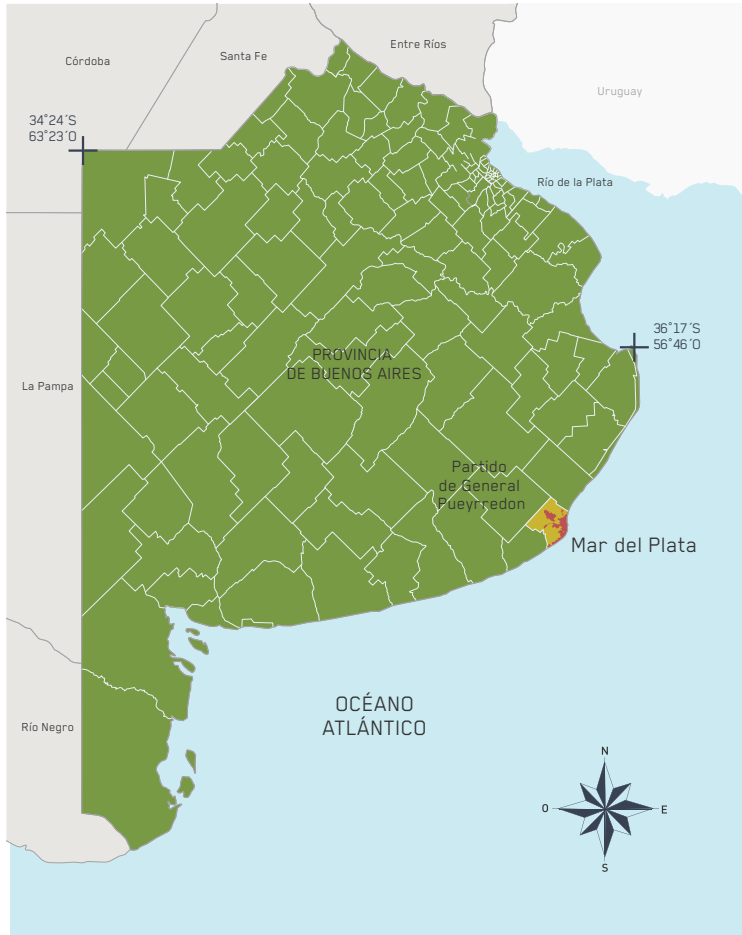 Entre Ríos
Santa Fe
Córdoba
Uruguay
34°24´S
63°23´O
Río de la Plata
36°17´S
56°46´O
PROVINCIA
DE BUENOS AIRES
La Pampa
Partido
de General
Pueyrredon
Mar del Plata
OCÉANO
ATLÁNTICO
Río Negro
N
O
E
S